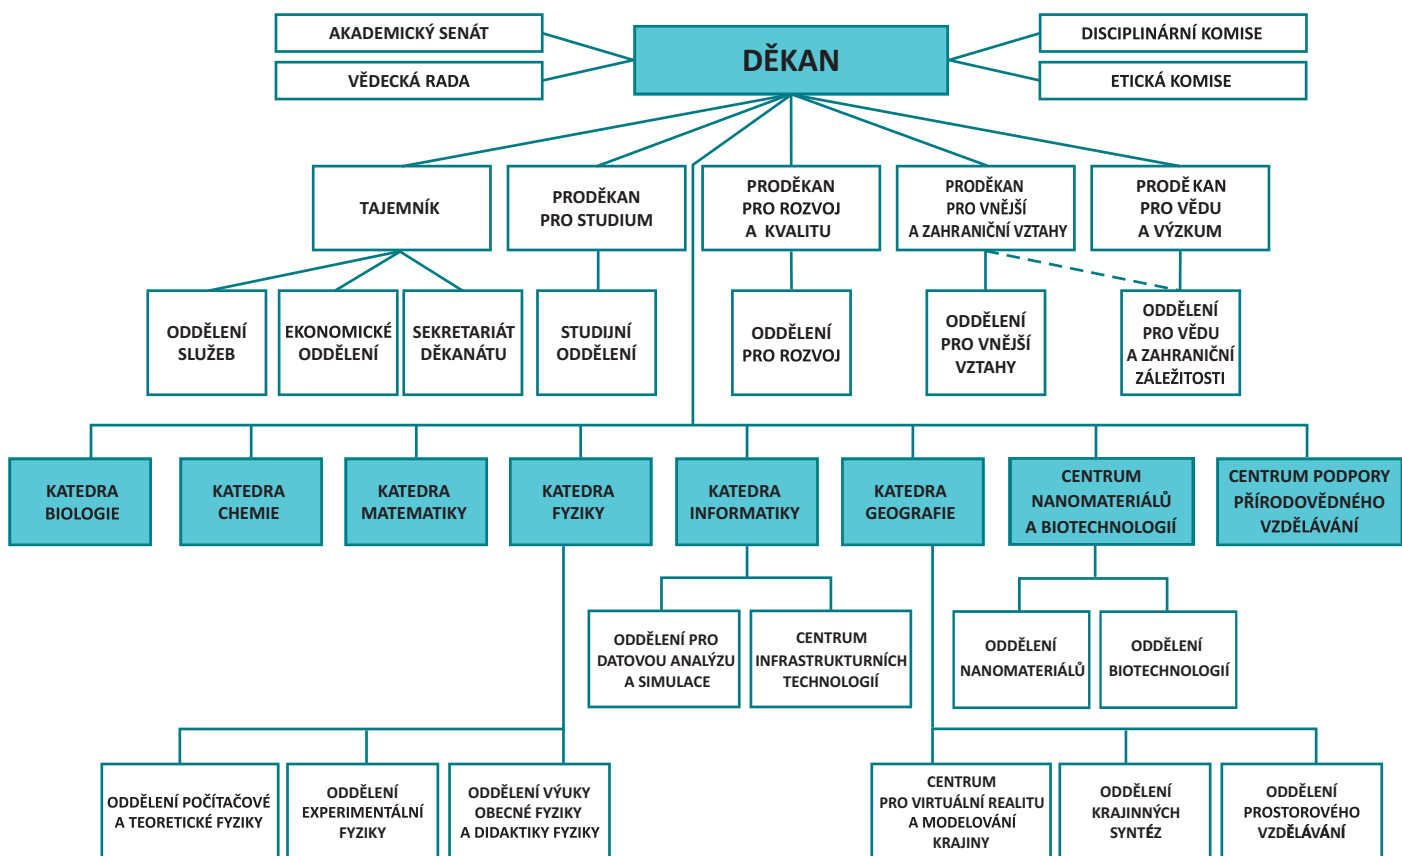 AKADEMICKÝ SENÁT
VĚDECKÁ RADA
DĚKAN
DISCIPLINÁRNÍ KOMISE
ETICKÁ KOMISE
TAJEMNÍK
PRODĚKAN
PRO STUDIUM
PRODĚKAN
PRO ROZVOJ
A KVALITU
PRODĚKAN
PRO VNĚJŠÍ
A ZAHRANIČNÍ VZTAHY
PRODĚKAN
PRO VĚDU
A VÝZKUM
ODDĚLENÍ
SLUŽEB
EKONOMICKÉ
ODDĚLENÍ
SEKRETARIÁT
DĚKANÁTU
STUDIJNÍ
ODDĚLENÍ
ODDĚLENÍ
PRO ROZVOJ
ODDĚLENÍ
PRO VNĚJŠÍ
VZTAHY
ODDĚLENÍ
PRO VĚDU
A ZAHRANIČNÍ
ZÁLEŽITOSTI
KATEDRA
BIOLOGIE
KATEDRA
CHEMIE
KATEDRA
MATEMATIKY
KATEDRA
FYZIKY
KATEDRA
INFORMATIKY
KATEDRA
GEOGRAFIE
CENTRUM
NANOMATERIÁLŮ
A BIOTECHNOLOGIÍ
CENTRUM PODPORY
PŘÍRODOVĚDNÉHO
VZDĚLÁVÁNÍ
ODDĚLENÍ PRO
DATOVOU ANALÝZU
A SIMULACE
CENTRUM
INFRASTRUKTURNÍCH
TECHNOLOGIÍ
ODDĚLENÍ
NANOMATERIÁLŮ
ODDĚLENÍ
BIOTECHNOLOGIÍ
ODDĚLENÍ POČÍTAČOVÉ
A TEORETICKÉ FYZIKY
ODDĚLENÍ
EXPERIMENTÁLNÍ
FYZIKY
ODDĚLENÍ VÝUKY
OBECNÉ FYZIKY
A DIDAKTIKY FYZIKY
CENTRUM
PRO VIRTUÁLNÍ REALITU
A MODELOVÁNÍ
KRAJINY
ODDĚLENÍ
KRAJINNÝCH
SYNTÉZ
ODDĚLENÍ
PROSTOROVÉHO
VZDĚLÁVÁNÍ